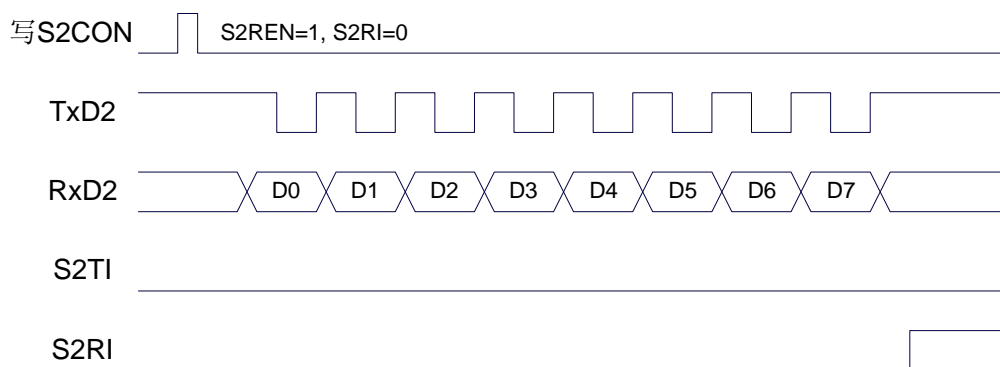 写S2CON S2REN=1, S2RI=0
TxD2
RxD2 D0 D1 D2 D3 D4 D5 D6 D7
S2TI
S2RI